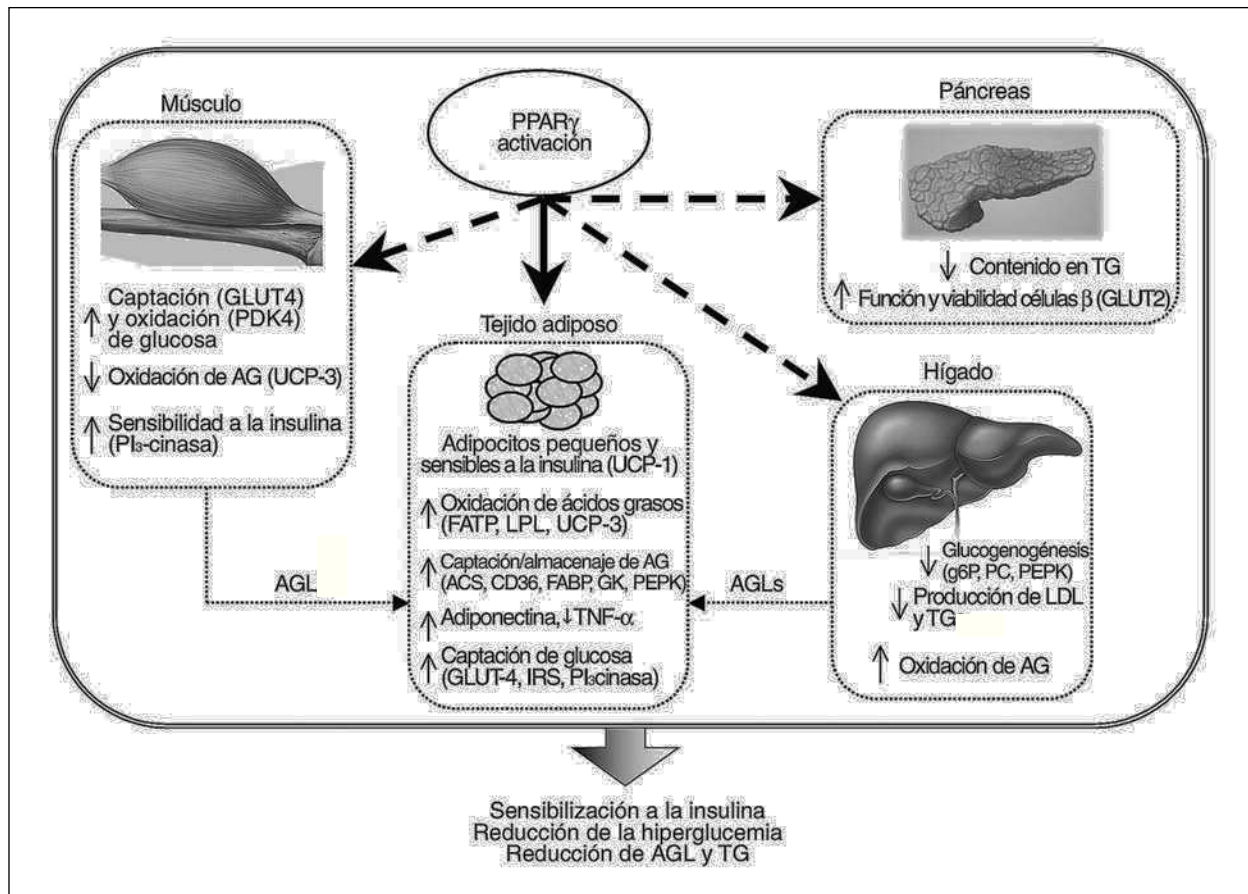 PPARγ
activación
Músculo
↑ Captación (GLUT4)
y oxidación (PDK4)
de glucosa
↓ Oxidación de AG (UCP-3)
↑ Sensibilidad a la insulina
(PI3-cinasa)
Páncreas
↓ Contenido en TG
↑ Función y viabilidad células β (GLUT2)
Tejido adiposo
Adipocitos pequeños y
sensibles a la insulina (UCP-1)
↑ Oxidación de ácidos grasos
(FATP, LPL, UCP-3)
↑ Captación/almacenaje de AG
(ACS, CD36, FABP, GK, PEPK)
↑ Adiponectina, ↓TNF-α
↑ Captación de glucosa
(GLUT-4, IRS, PI3cinasa)
Hígado
↓ Glucogenogénesis
(g6P, PC, PEPK)
↓ Producción de LDL
y TG
↑ Oxidación de AG
AGL
AGLs
Sensibilización a la insulina
Reducción de la hiperglucemia
Reducción de AGL y TG